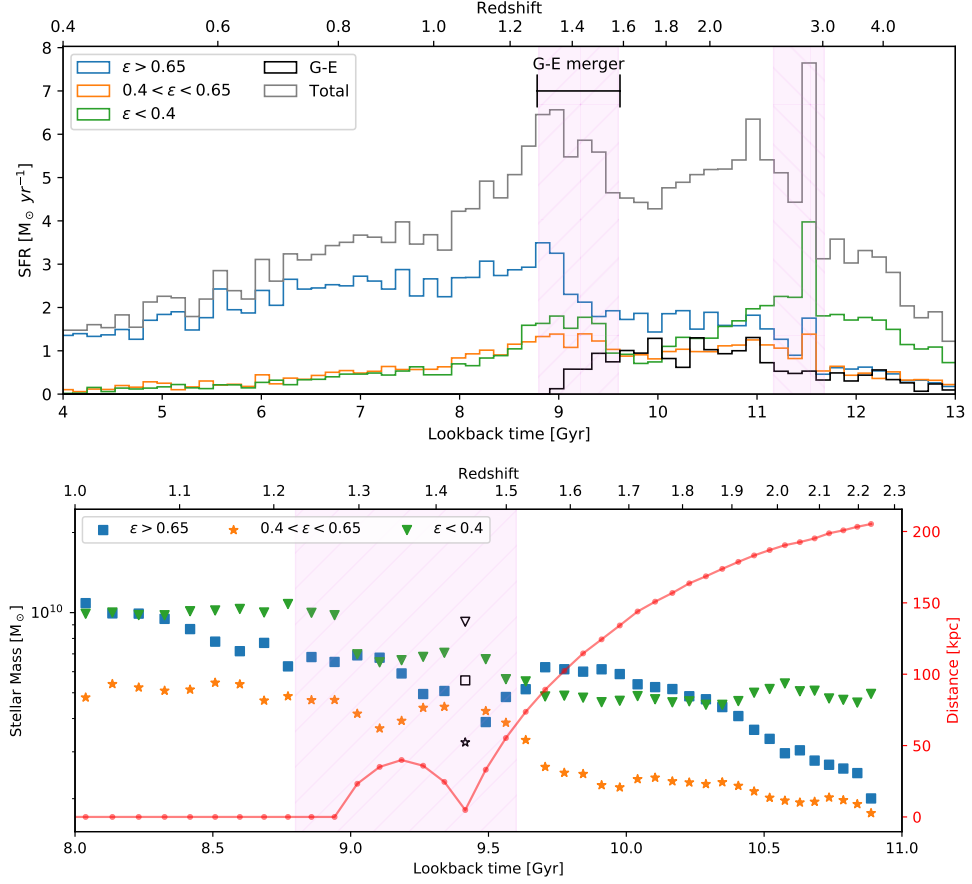 Redshift
0.4 0.6 0.8 1.0 1.2 1.4 1.6 1.8 2.0 3.0 4.0
8
7
6
5
4
3
2
1
0
SFR [M⊙ yr⁻¹]
ε > 0.65
0.4 < ε < 0.65
ε < 0.4
G-E
Total
G-E merger
4 5 6 7 8 9 10 11 12 13
Lookback time [Gyr]
Redshift
1.0 1.1 1.2 1.3 1.4 1.5 1.6 1.7 1.8 1.9 2.0 2.1 2.2 2.3
ε > 0.65 0.4 < ε < 0.65 ε < 0.4
10¹⁰
Stellar Mass [M⊙]
200
150
100
50
0
Distance [kpc]
8.0 8.5 9.0 9.5 10.0 10.5 11.0
Lookback time [Gyr]